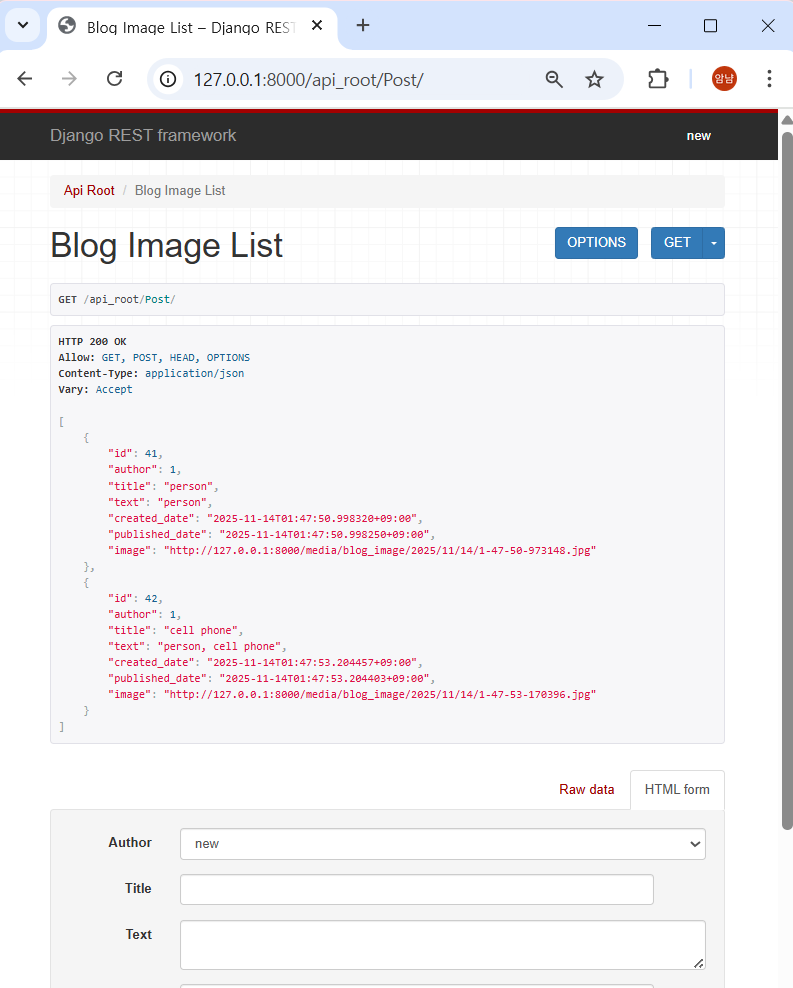 Blog Image List – Django REST
127.0.0.1:8000/api_root/Post/
암남
Django REST framework
new
Api Root / Blog Image List
Blog Image List
OPTIONS
GET
GET /api_root/Post/
HTTP 200 OK
Allow: GET, POST, HEAD, OPTIONS
Content-Type: application/json
Vary: Accept
[
    {
        "id": 41,
        "author": 1,
        "title": "person",
        "text": "person",
        "created_date": "2025-11-14T01:47:50.998320+09:00",
        "published_date": "2025-11-14T01:47:50.998250+09:00",
        "image": "http://127.0.0.1:8000/media/blog_image/2025/11/14/1-47-50-973148.jpg"
    },
    {
        "id": 42,
        "author": 1,
        "title": "cell phone",
        "text": "person, cell phone",
        "created_date": "2025-11-14T01:47:53.204457+09:00",
        "published_date": "2025-11-14T01:47:53.204403+09:00",
        "image": "http://127.0.0.1:8000/media/blog_image/2025/11/14/1-47-53-170396.jpg"
    }
]
Raw data
HTML form
Author
new
Title
Text